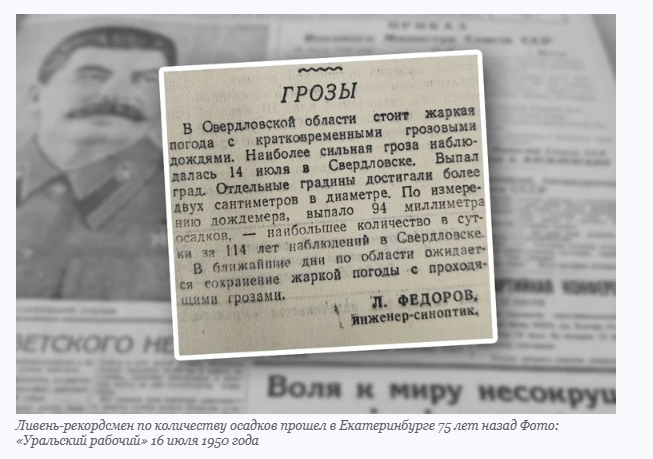 ПРИКАЗ
ГРОЗЫ
В Свердловской области стоит жаркая
погода с кратковременными грозовыми
дождями. Наиболее сильная гроза наблю-
далась 14 июля в Свердловске. Выпал
град. Отдельные градины достигали более
двух сантиметров в диаметре. По измере-
нию дождемера, выпало 94 миллиметра
осадков, — наибольшее количество в сут-
ки за 114 лет наблюдений в Свердловске.
В ближайшие дни по области ожидает-
ся сохранение жаркой погоды с проходя-
щими грозами.
Л. ФЕДОРОВ,
инженер-синоптик.
ЕТСКОГО
Воля к миру несокруш
Ливень-рекордсмен по количеству осадков прошел в Екатеринбурге 75 лет назад Фото:
«Уральский рабочий» 16 июля 1950 года